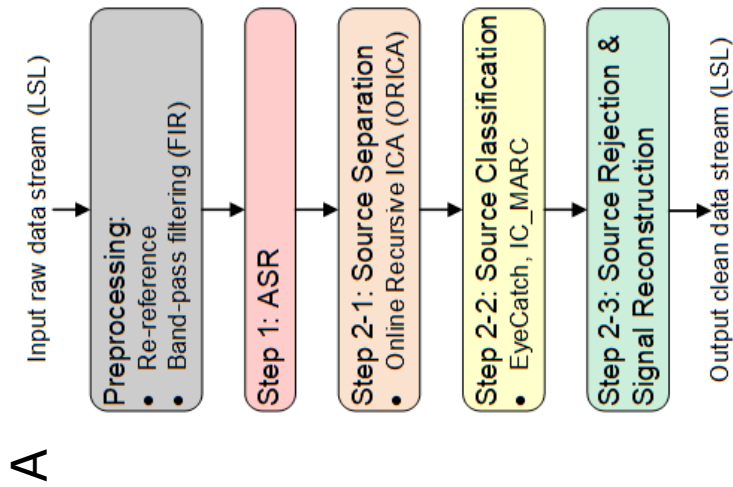 A
Input raw data stream (LSL)
Preprocessing:
• Re-reference
• Band-pass filtering (FIR)
Step 1: ASR
Step 2-1: Source Separation
• Online Recursive ICA (ORICA)
Step 2-2: Source Classification
• EyeCatch, IC_MARC
Step 2-3: Source Rejection &
Signal Reconstruction
Output clean data stream (LSL)